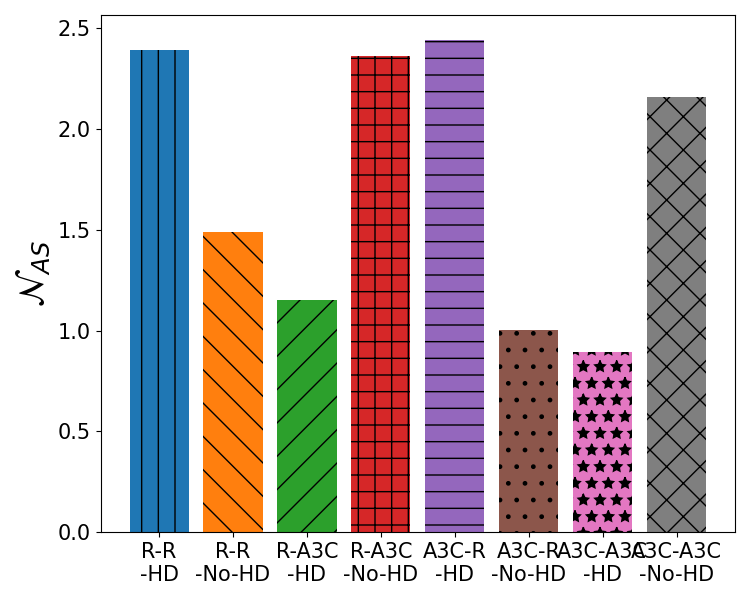 2.5
2.0
1.5
1.0
0.5
0.0
𝒩AS
R-R R-R R-A3C R-A3C A3C-R A3C-R A3C-A3C A3C-A3C
-HD -No-HD -HD -No-HD -HD -No-HD -HD -No-HD